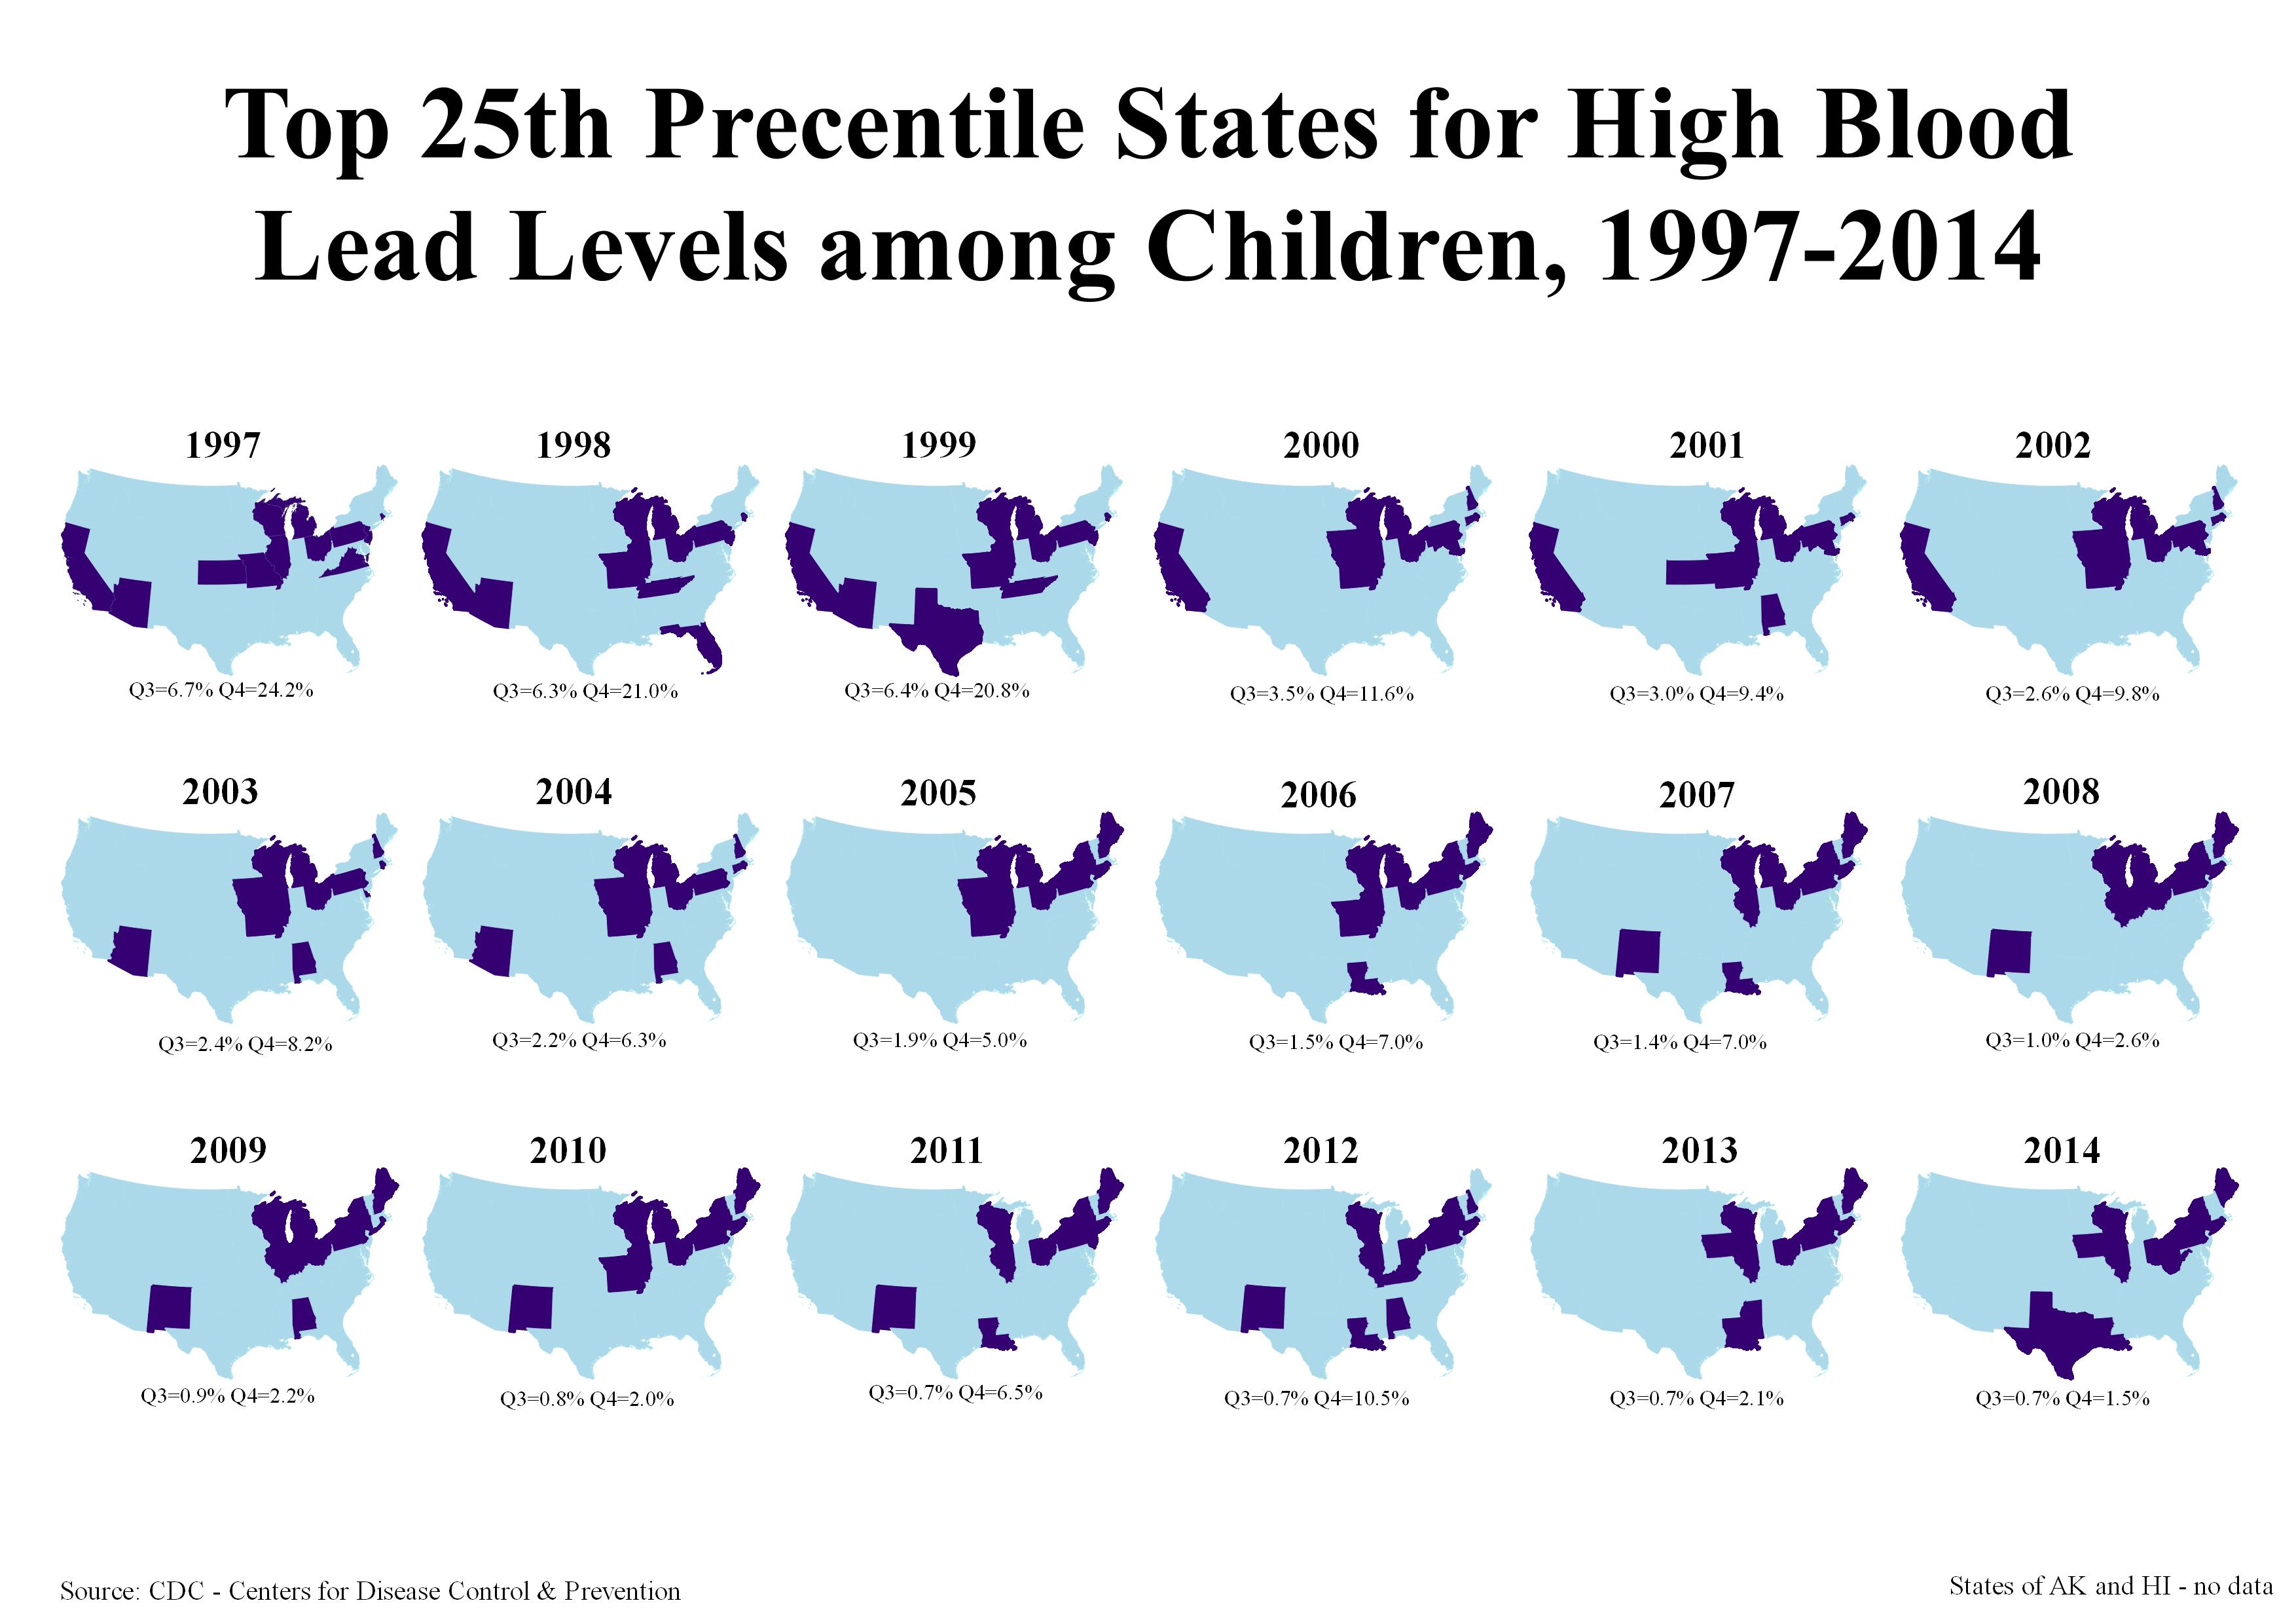 Top 25th Precentile States for High Blood
Lead Levels among Children, 1997-2014
1997
1998
1999
2000
2001
2002
Q3=6.7% Q4=24.2%
Q3=6.3% Q4=21.0%
Q3=6.4% Q4=20.8%
Q3=3.5% Q4=11.6%
Q3=3.0% Q4=9.4%
Q3=2.6% Q4=9.8%
2003
2004
2005
2006
2007
2008
Q3=2.4% Q4=8.2%
Q3=2.2% Q4=6.3%
Q3=1.9% Q4=5.0%
Q3=1.5% Q4=7.0%
Q3=1.4% Q4=7.0%
Q3=1.0% Q4=2.6%
2009
2010
2011
2012
2013
2014
Q3=0.9% Q4=2.2%
Q3=0.8% Q4=2.0%
Q3=0.7% Q4=6.5%
Q3=0.7% Q4=10.5%
Q3=0.7% Q4=2.1%
Q3=0.7% Q4=1.5%
Source: CDC - Centers for Disease Control & Prevention
States of AK and HI - no data